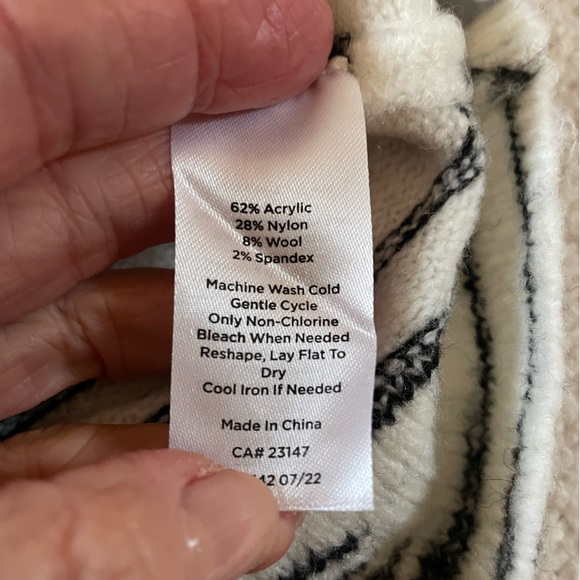 62% Acrylic
28% Nylon
8% Wool
2% Spandex
Machine Wash Cold
Gentle Cycle
Only Non-Chlorine
Bleach When Needed
Reshape, Lay Flat To
Dry
Cool Iron If Needed
Made In China
CA# 23147
07/22